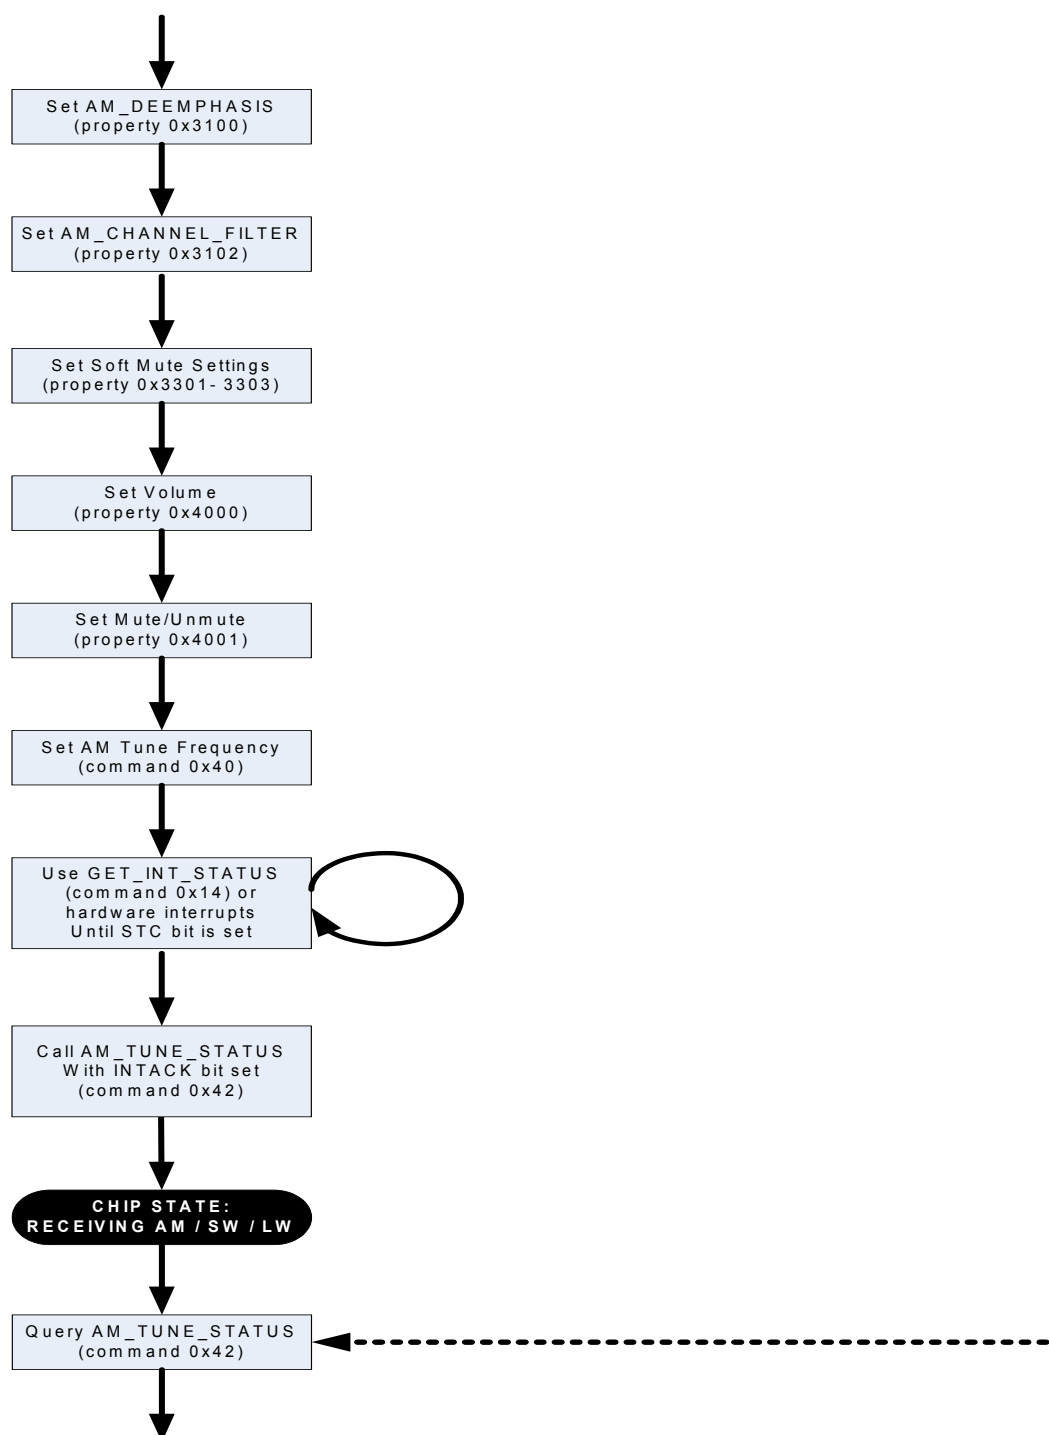 Set AM_DEEMPHASIS
(property 0x3100)
Set AM_CHANNEL_FILTER
(property 0x3102)
Set Soft Mute Settings
(property 0x3301- 3303)
Set Volume
(property 0x4000)
Set Mute/Unmute
(property 0x4001)
Set AM Tune Frequency
(command 0x40)
Use GET_INT_STATUS
(command 0x14) or
hardware interrupts
Until STC bit is set
Call AM_TUNE_STATUS
With INTACK bit set
(command 0x42)
CHIP STATE:
RECEIVING AM / SW / LW
Query AM_TUNE_STATUS
(command 0x42)